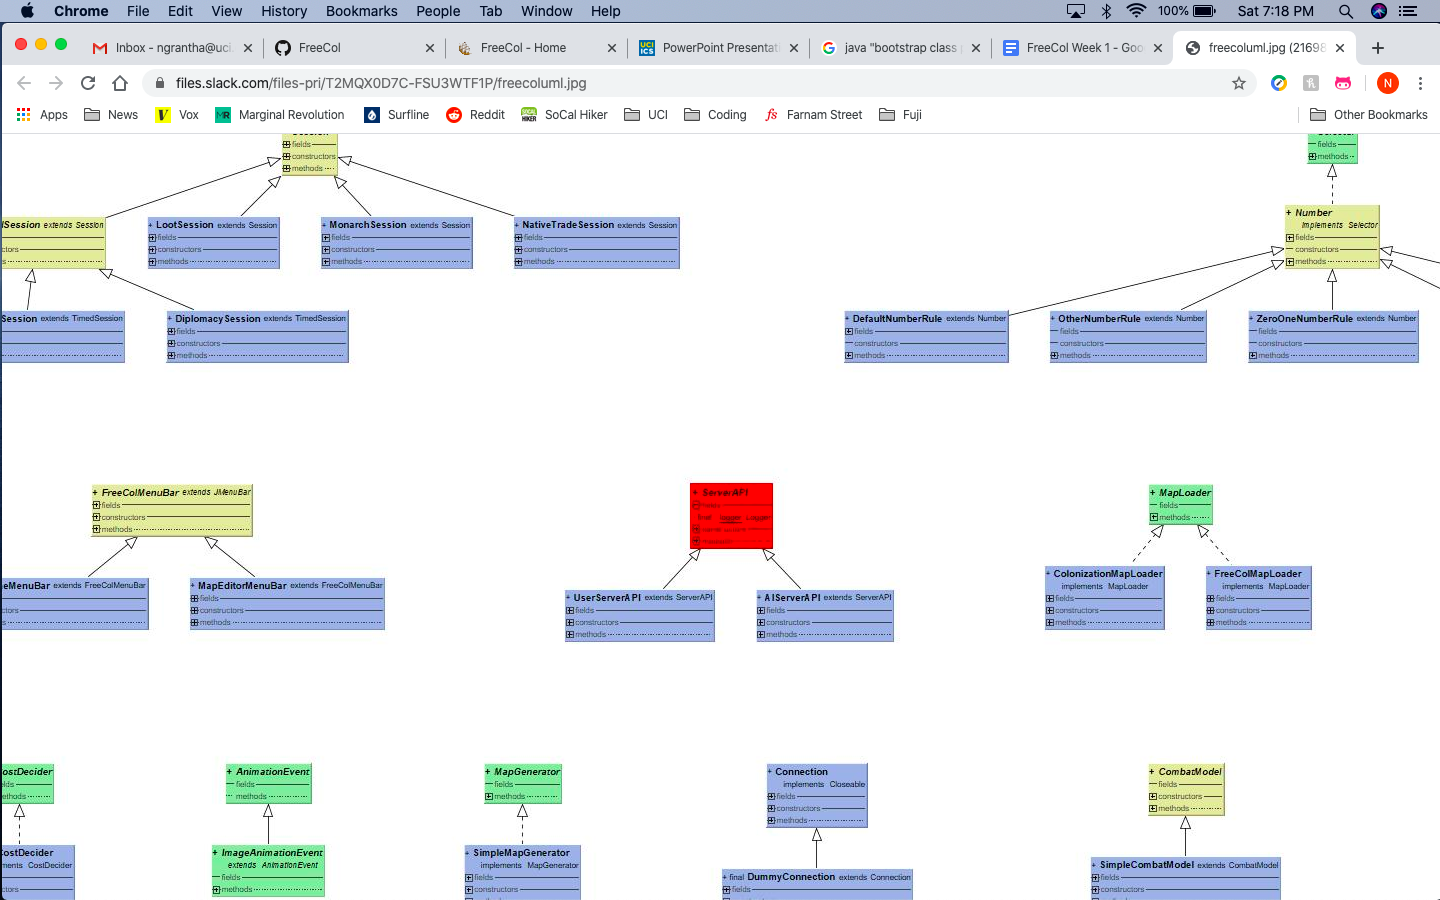 Chrome File Edit View History Bookmarks People Tab Window Help 100% Sat 7:18 PM
Inbox - ngrantha@uci. FreeCol FreeCol - Home PowerPoint Presentati java "bootstrap class FreeCol Week 1 - Goo freecoluml.jpg (21698
files.slack.com/files-pri/T2MQX0D7C-FSU3WTF1P/freecoluml.jpg N
Apps News Vox Marginal Revolution Surfline Reddit SoCal Hiker UCI Coding Farnam Street Fuji Other Bookmarks
fields
constructors
methods
fields
methods
+ Number
implements Selector
fields
constructors
methods
Session extends Session
+ LootSession extends Session
fields
constructors
methods
+ MonarchSession extends Session
fields
constructors
methods
+ NativeTradeSession extends Session
fields
constructors
methods
Session extends TimedSession
+ DiplomacySession extends TimedSession
fields
constructors
methods
+ DefaultNumberRule extends Number
fields
constructors
methods
+ OtherNumberRule extends Number
fields
constructors
methods
+ ZeroOneNumberRule extends Number
fields
constructors
methods
+ FreeColMenuBar extends JMenuBar
fields
constructors
methods
+ ServerAPI
fields
+ MapLoader
fields
methods
MenuBar extends FreeColMenuBar
+ MapEditorMenuBar extends FreeColMenuBar
fields
constructors
methods
+ UserServerAPI extends ServerAPI
fields
constructors
methods
+ AIServerAPI extends ServerAPI
fields
constructors
methods
+ ColonizationMapLoader
implements MapLoader
fields
constructors
methods
+ FreeColMapLoader
implements MapLoader
fields
constructors
methods
ostDecider
+ AnimationEvent
fields
methods
+ MapGenerator
fields
methods
+ Connection
implements Closeable
fields
constructors
methods
+ CombatModel
fields
constructors
methods
CostDecider
ments CostDecider
+ ImageAnimationEvent
extends AnimationEvent
fields
methods
+ SimpleMapGenerator
implements MapGenerator
fields
constructors
+ final DummyConnection extends Connection
fields
+ SimpleCombatModel extends CombatModel
fields
constructors